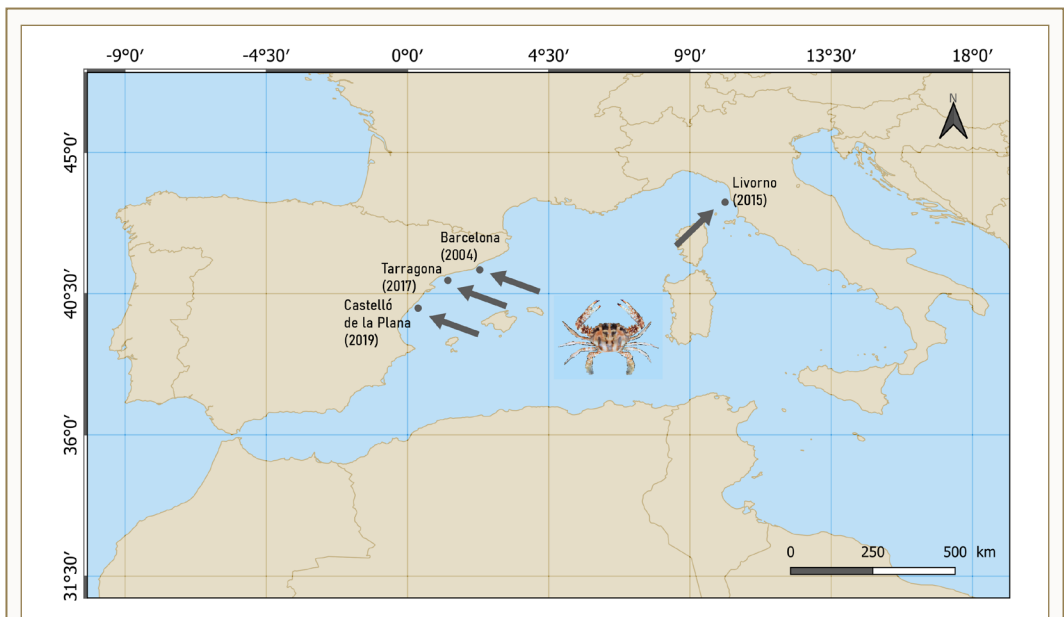 -9°0′ -4°30′ 0°0′ 4°30′ 9°0′ 13°30′ 18°0′
N
45°0′
Livorno
(2015)
Barcelona
(2004)
Tarragona
(2017)
40°30′
Castelló
de la Plana
(2019)
36°0′
0 250 500 km
31°30′